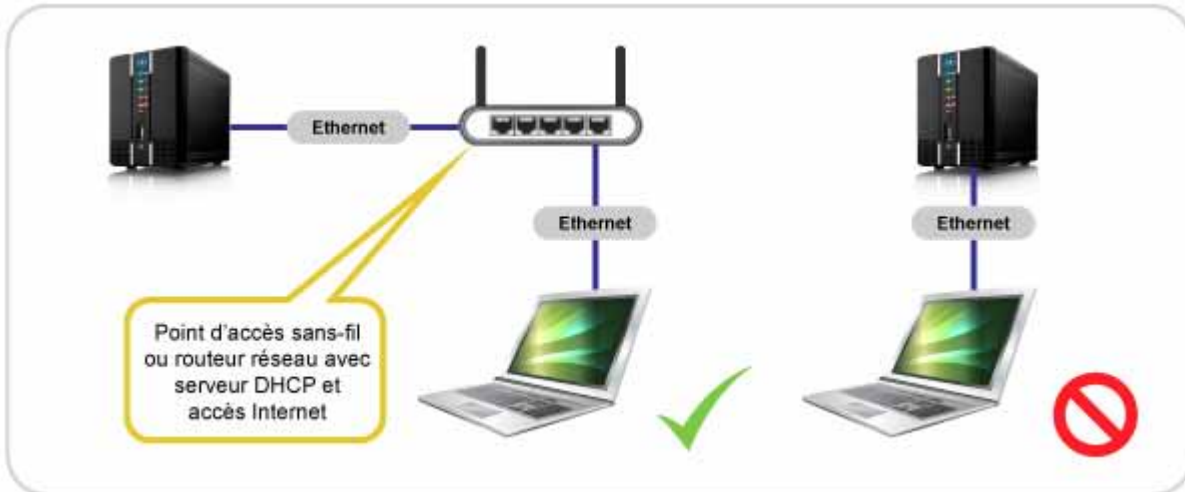 Ethernet
Ethernet
Ethernet
Point d'accès sans-fil
ou routeur réseau avec
serveur DHCP et
accès Internet